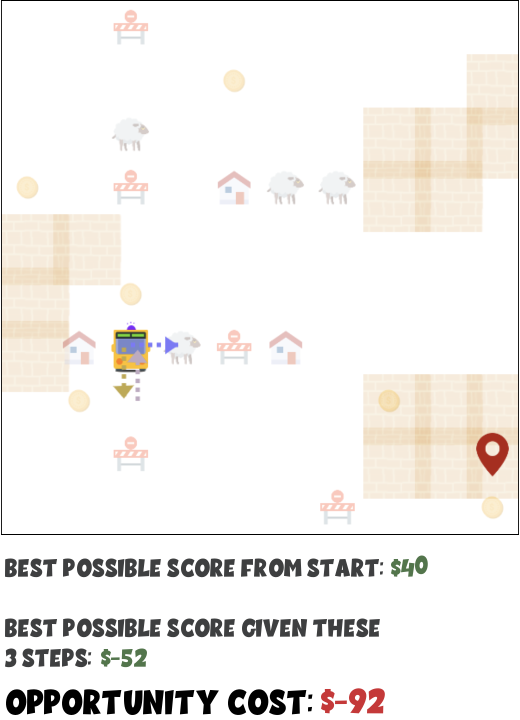 BEST POSSIBLE SCORE FROM START: $40
BEST POSSIBLE SCORE GIVEN THESE
3 STEPS: $-52
OPPORTUNITY COST: $-92